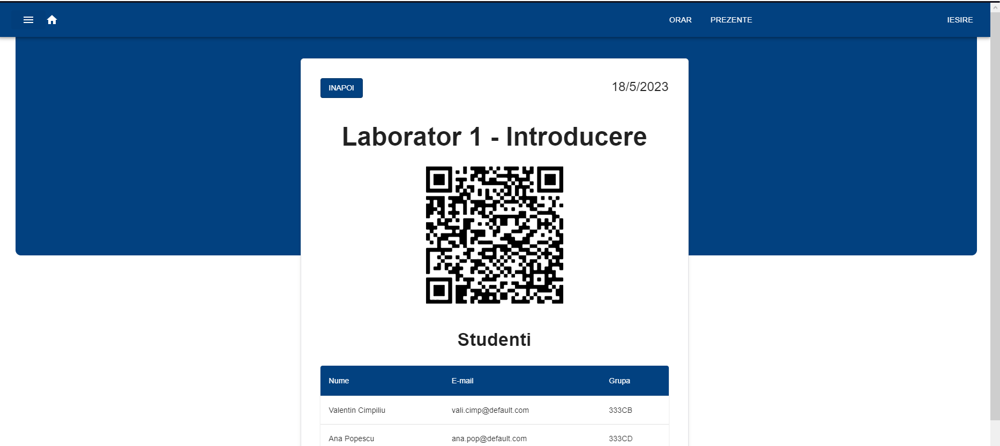 ORAR PREZENTE IESIRE
INAPOI 18/5/2023
Laborator 1 - Introducere
Studenti
Nume E-mail Grupa
Valentin Cimpiliu vali.cimp@default.com 333CB
Ana Popescu ana.pop@default.com 333CD